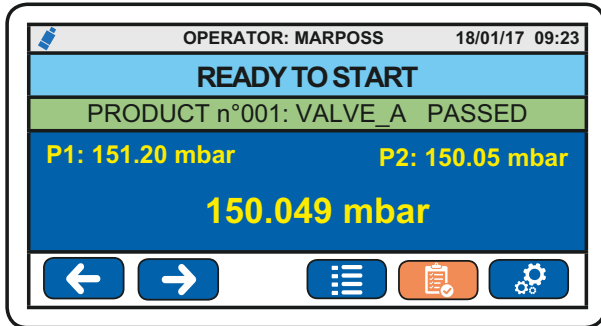 OPERATOR: MARPOSS 18/01/17 09:23
READY TO START
PRODUCT n°001: VALVE_A PASSED
P1: 151.20 mbar P2: 150.05 mbar
150.049 mbar